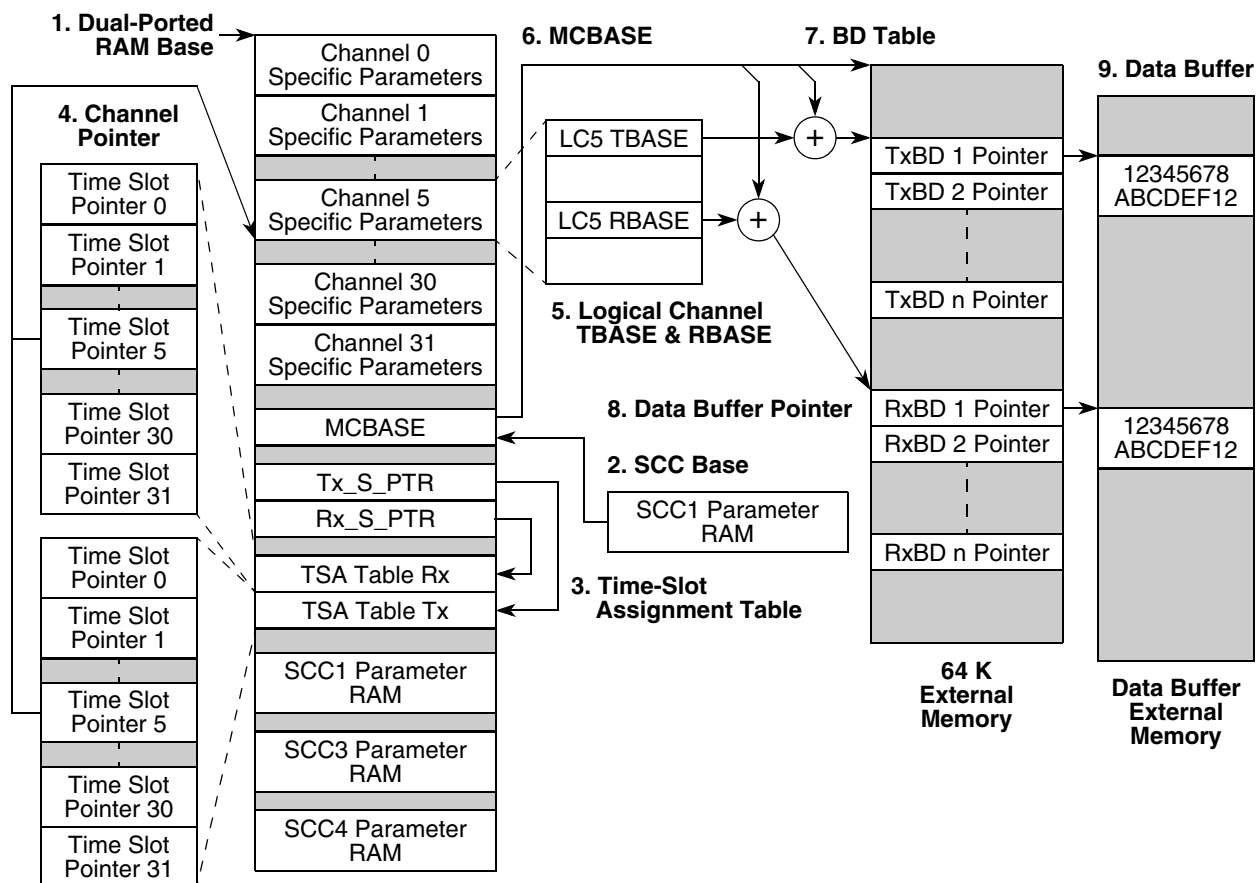 1. Dual-Ported
RAM Base
4. Channel
Pointer
Time Slot
Pointer 0
Time Slot
Pointer 1
Time Slot
Pointer 5
Time Slot
Pointer 30
Time Slot
Pointer 31
Time Slot
Pointer 0
Time Slot
Pointer 1
Time Slot
Pointer 5
Time Slot
Pointer 30
Time Slot
Pointer 31
Channel 0
Specific Parameters
Channel 1
Specific Parameters
Channel 5
Specific Parameters
Channel 30
Specific Parameters
Channel 31
Specific Parameters
MCBASE
Tx_S_PTR
Rx_S_PTR
TSA Table Rx
TSA Table Tx
SCC1 Parameter
RAM
SCC3 Parameter
RAM
SCC4 Parameter
RAM
6. MCBASE
LC5 TBASE
LC5 RBASE
+
+
5. Logical Channel
TBASE & RBASE
8. Data Buffer Pointer
2. SCC Base
SCC1 Parameter
RAM
3. Time-Slot
Assignment Table
7. BD Table
TxBD 1 Pointer
TxBD 2 Pointer
TxBD n Pointer
RxBD 1 Pointer
RxBD 2 Pointer
RxBD n Pointer
64 K
External
Memory
9. Data Buffer
12345678
ABCDEF12
12345678
ABCDEF12
Data Buffer
External
Memory